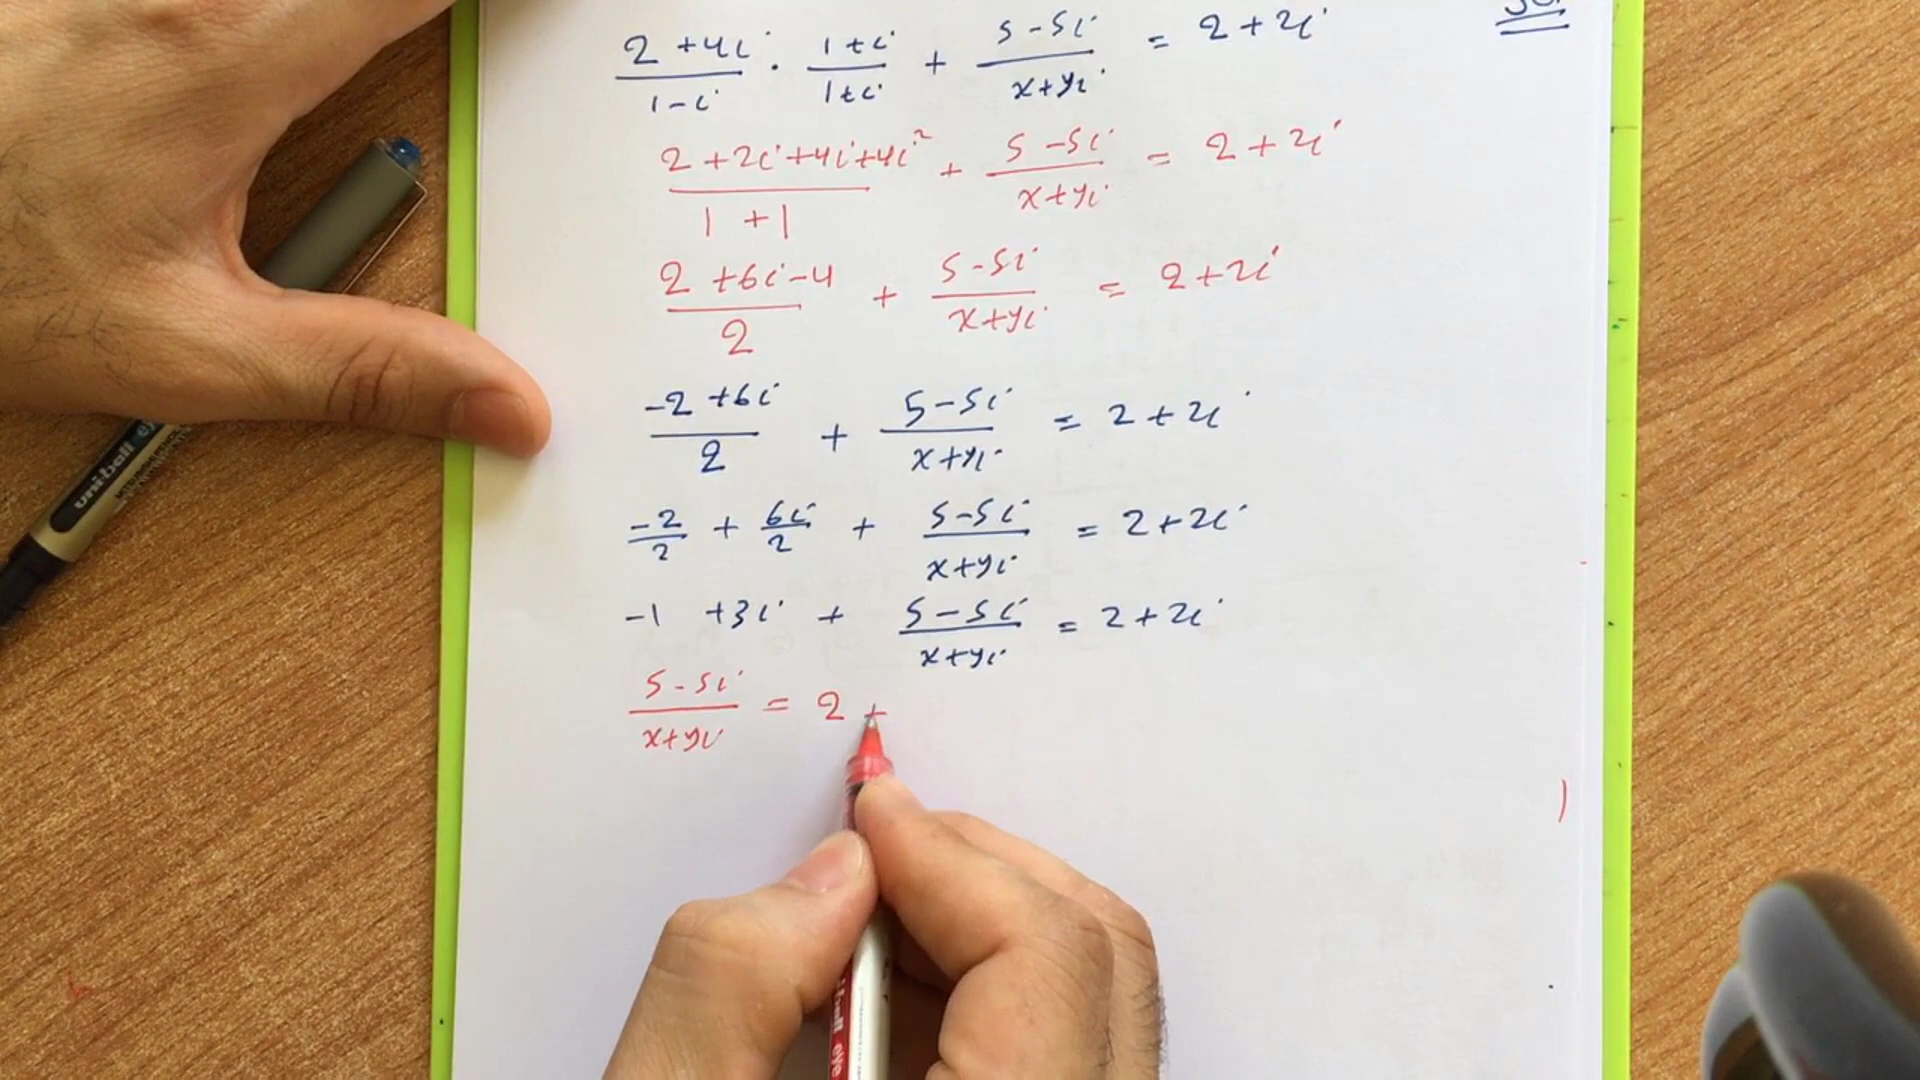 (2 + 4i)/(1 - i) · (1 + i)/(1 + i) + (5 - 5i)/(x + yi) = 2 + 2i
(2 + 2i + 4i + 4i²)/(1 + 1) + (5 - 5i)/(x + yi) = 2 + 2i
(2 + 6i - 4)/2 + (5 - 5i)/(x + yi) = 2 + 2i
(-2 + 6i)/2 + (5 - 5i)/(x + yi) = 2 + 2i
-2/2 + 6i/2 + (5 - 5i)/(x + yi) = 2 + 2i
-1 + 3i + (5 - 5i)/(x + yi) = 2 + 2i
(5 - 5i)/(x + yi) = 2 +
uni-ball